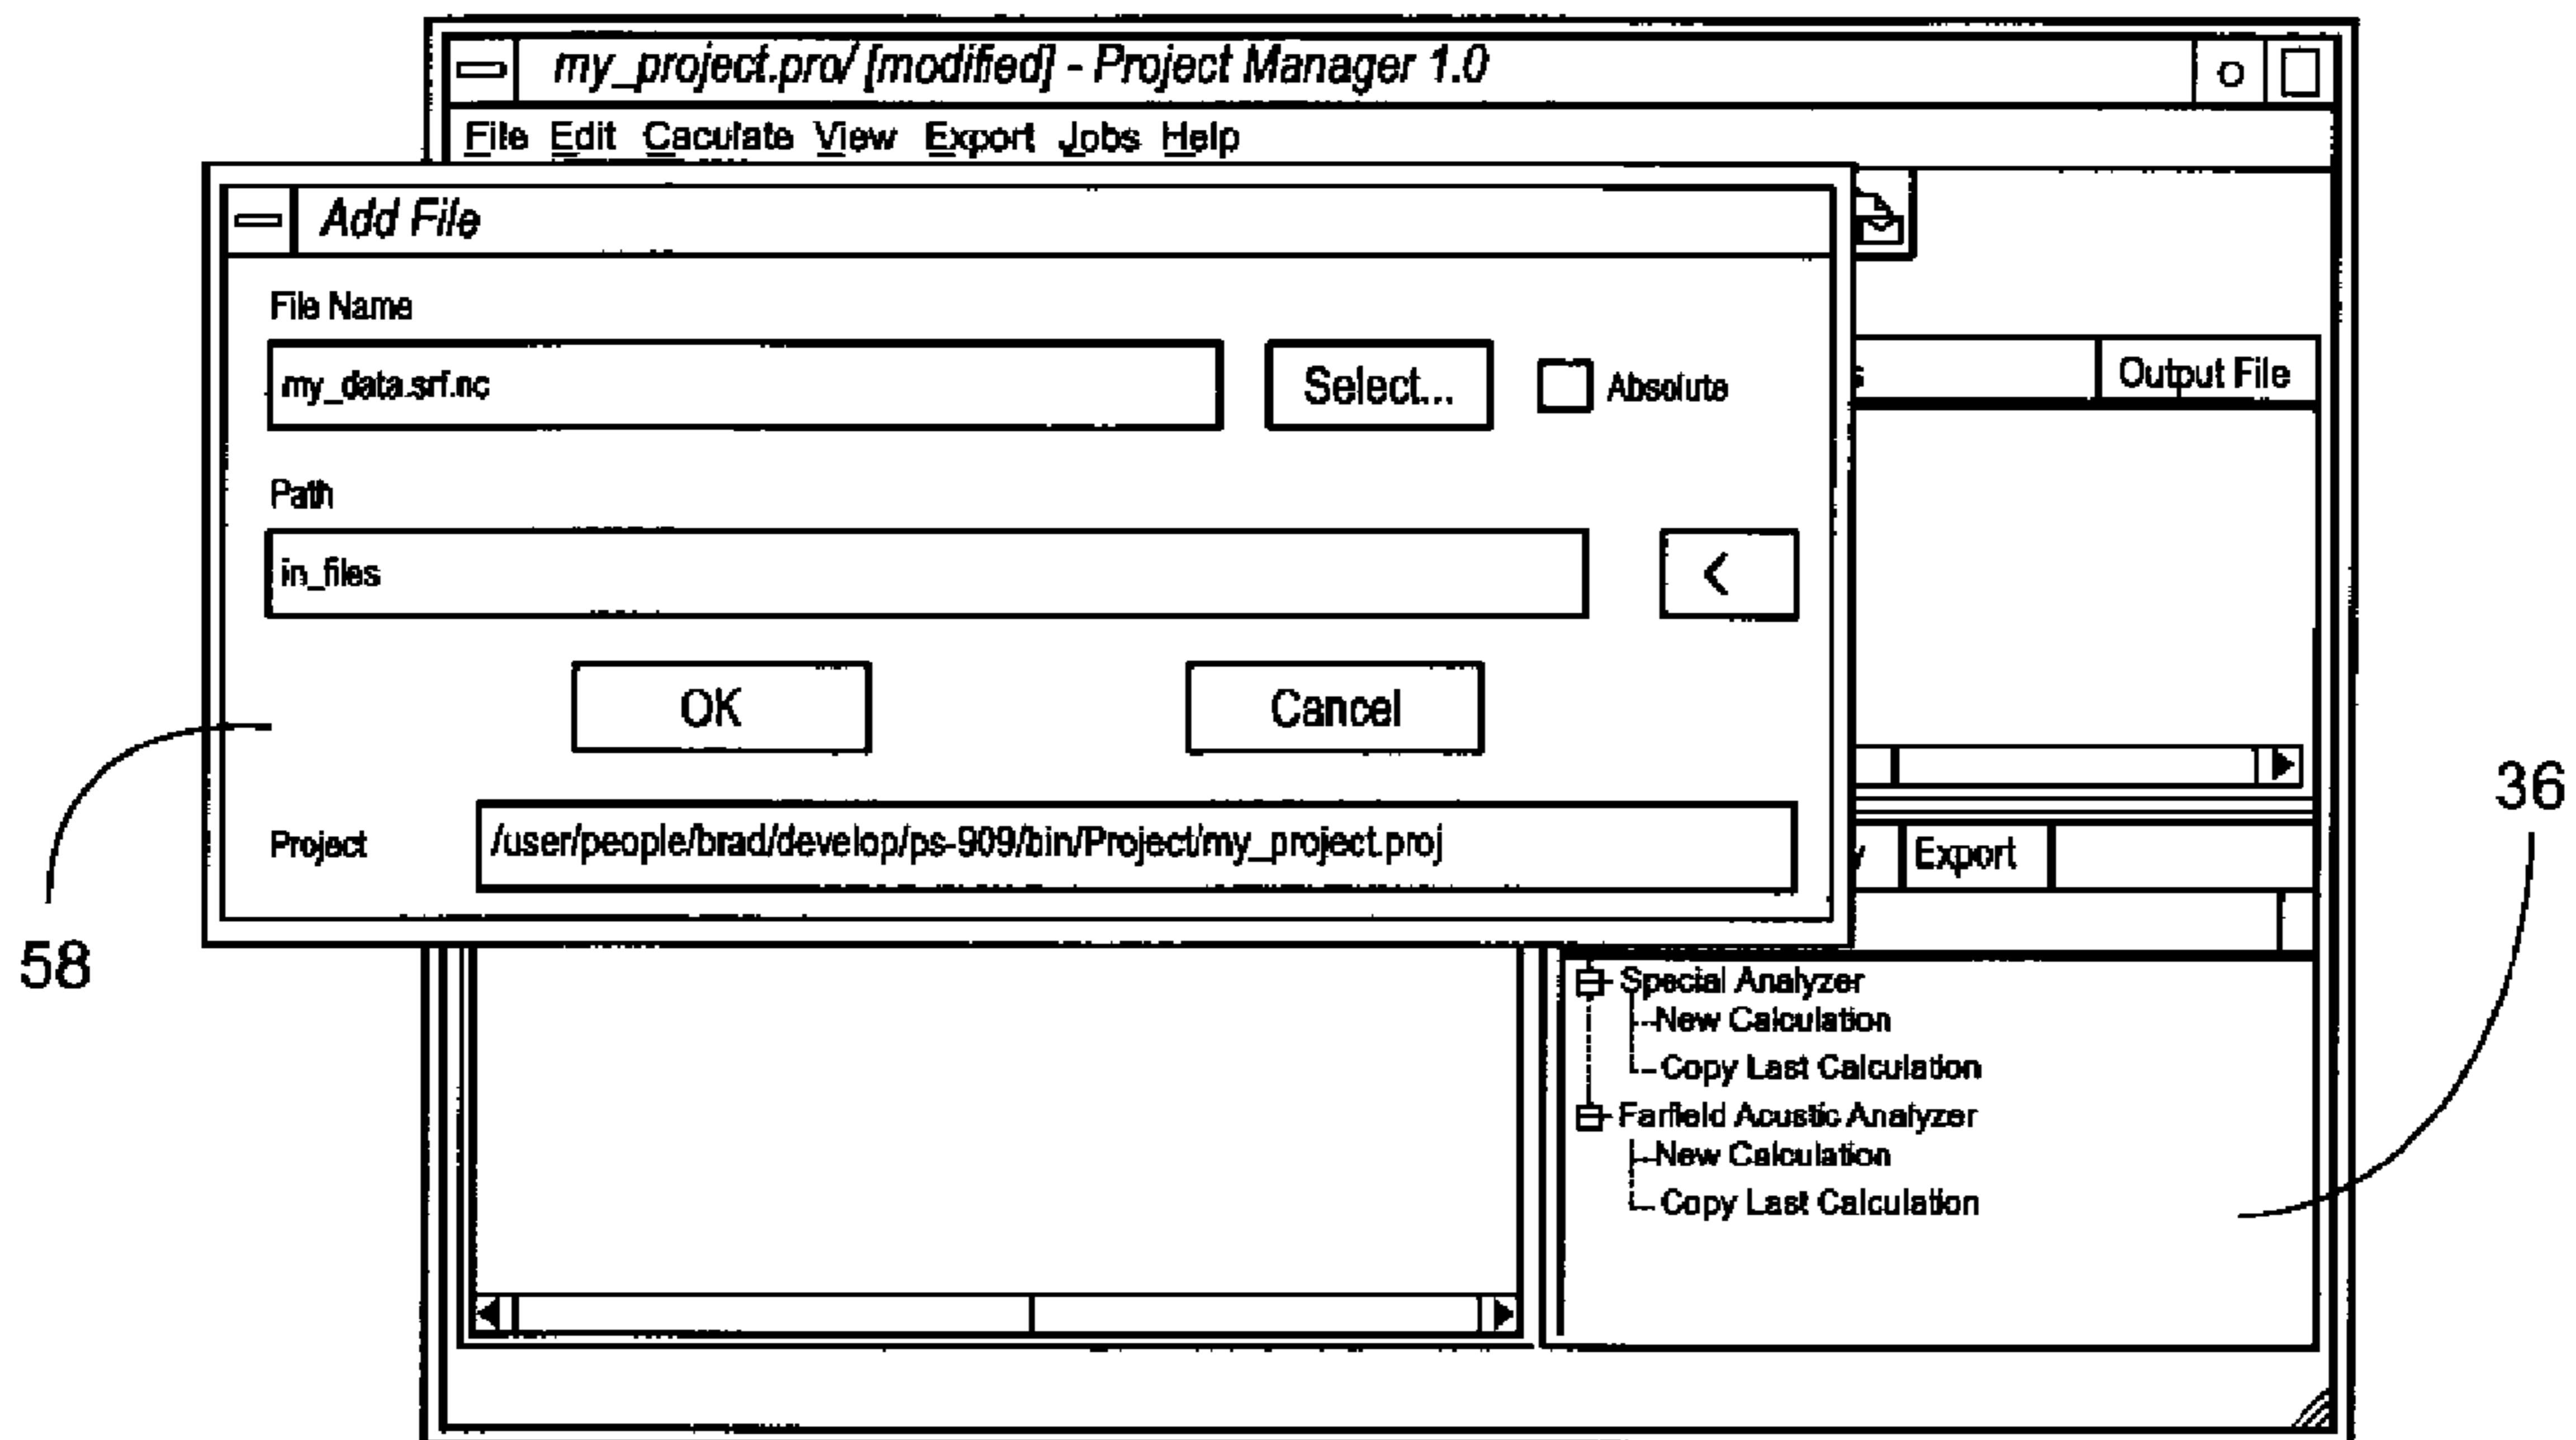 my_project.pro/ [modified] - Project Manager 1.0
File Edit Caculate View Export Jobs Help
Add File
File Name
my_data.srf.nc
Select...
Absolute
Output File
Path
in_files
<
OK
Cancel
36
Project
/user/people/brad/develop/ps-909/bin/Project/my_project.proj
Export
58
Special Analyzer
New Calculation
Copy Last Calculation
Farfield Acustic Analyzer
New Calculation
Copy Last Calculation